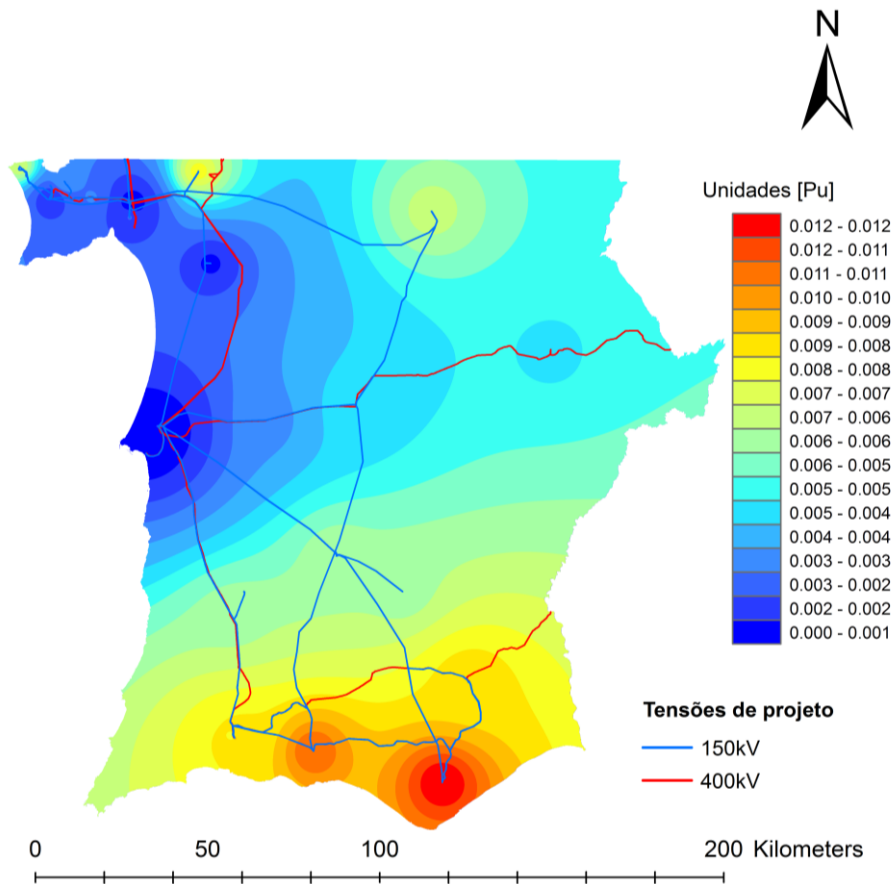 N
Unidades [Pu]
0.012 - 0.012
0.012 - 0.011
0.011 - 0.011
0.010 - 0.010
0.009 - 0.009
0.009 - 0.008
0.008 - 0.008
0.007 - 0.007
0.007 - 0.006
0.006 - 0.006
0.006 - 0.005
0.005 - 0.005
0.005 - 0.004
0.004 - 0.004
0.003 - 0.003
0.003 - 0.002
0.002 - 0.002
0.000 - 0.001
Tensões de projeto
150kV
400kV
0 50 100 200 Kilometers